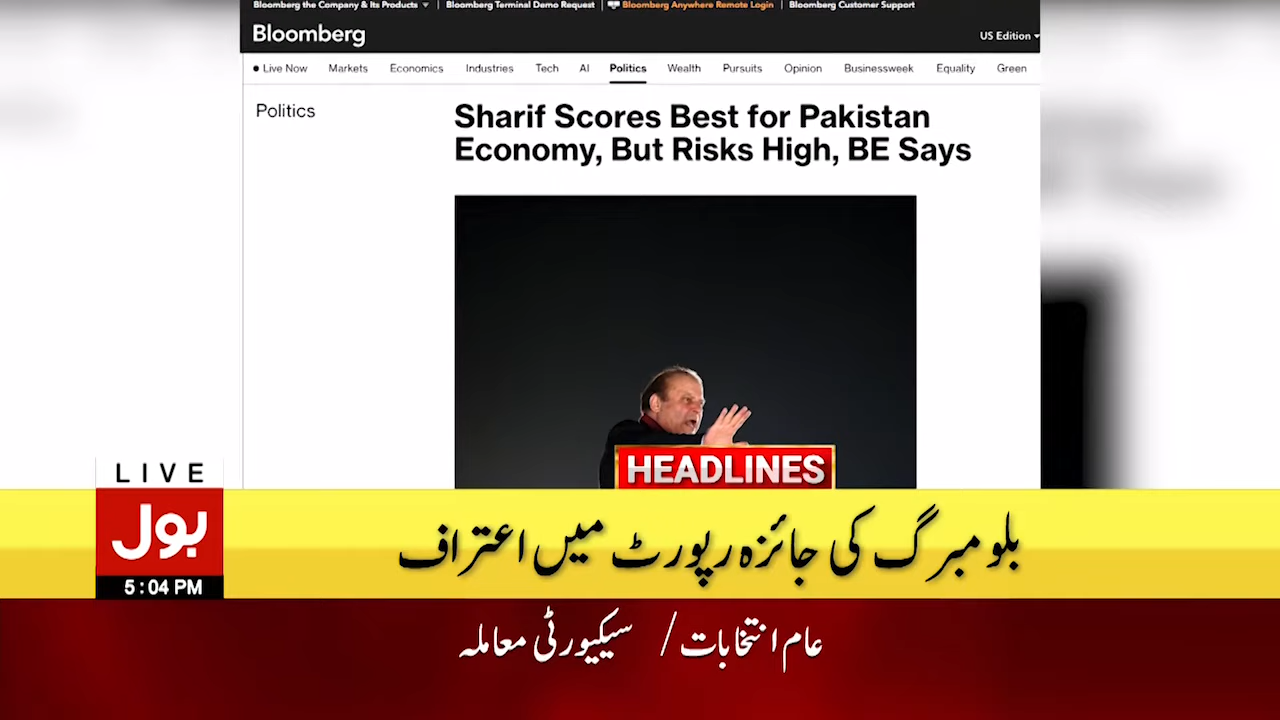 Bloomberg the Company & Its Products ▾ | Bloomberg Terminal Demo Request | Bloomberg Anywhere Remote Login | Bloomberg Customer Support
Bloomberg
US Edition
Live Now Markets Economics Industries Tech AI Politics Wealth Pursuits Opinion Businessweek Equality Green
Politics
Sharif Scores Best for Pakistan
Economy, But Risks High, BE Says
HEADLINES
LIVE
بول
5:04 PM
بلومبرگ کی جائزہ رپورٹ میں اعتراف
عام انتخابات / سیکیورٹی معاملہ